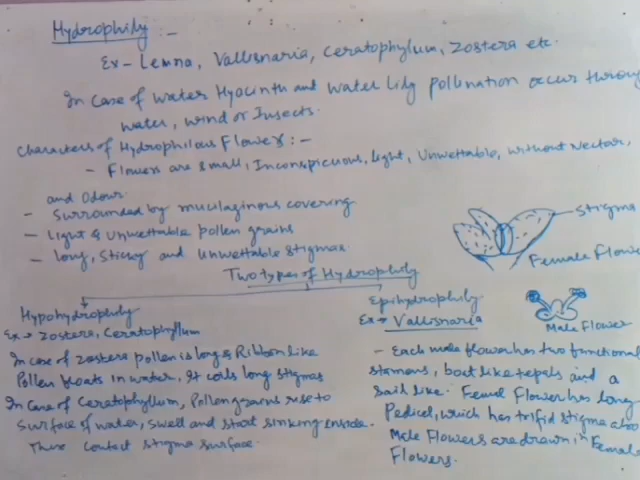 Hydrophily :-
Ex- Lemna, Vallisnaria, Ceratophylum, Zostera etc.
In case of water Hyacinth and water Lily pollination occur throug
water, wind or Insects.
Characters of Hydrophilous Flower :-
- Flowers are small, Inconspicuous, light, Unwettable, without Nectar,
and Odour
- Surrounded by mucilaginous covering
- Light & unwettable pollen grains
- Long, Sticky and unwettable stigmas
Stigma
Female Flowe
Two types of Hydrophily
Hypohydrophily
Ex → Zostere, Ceratophyllum
In case of zostera pollen is long & Ribbon like
Pollen floats in water, It coils long stigmas
In case of Ceratophyllum, Pollen grains rise to
Surface of water, swell and start sinking inside.
Thus contact stigma surface.
Epihydrophily
Ex → Vallisnaria
Male Flower
- Each male flower has two functional
stamens, boat like tepals and a
Sail like. Femal Flower has long
Pedicel, which has trifid stigma also
Male Flowers are drawn in Female
Flowers.